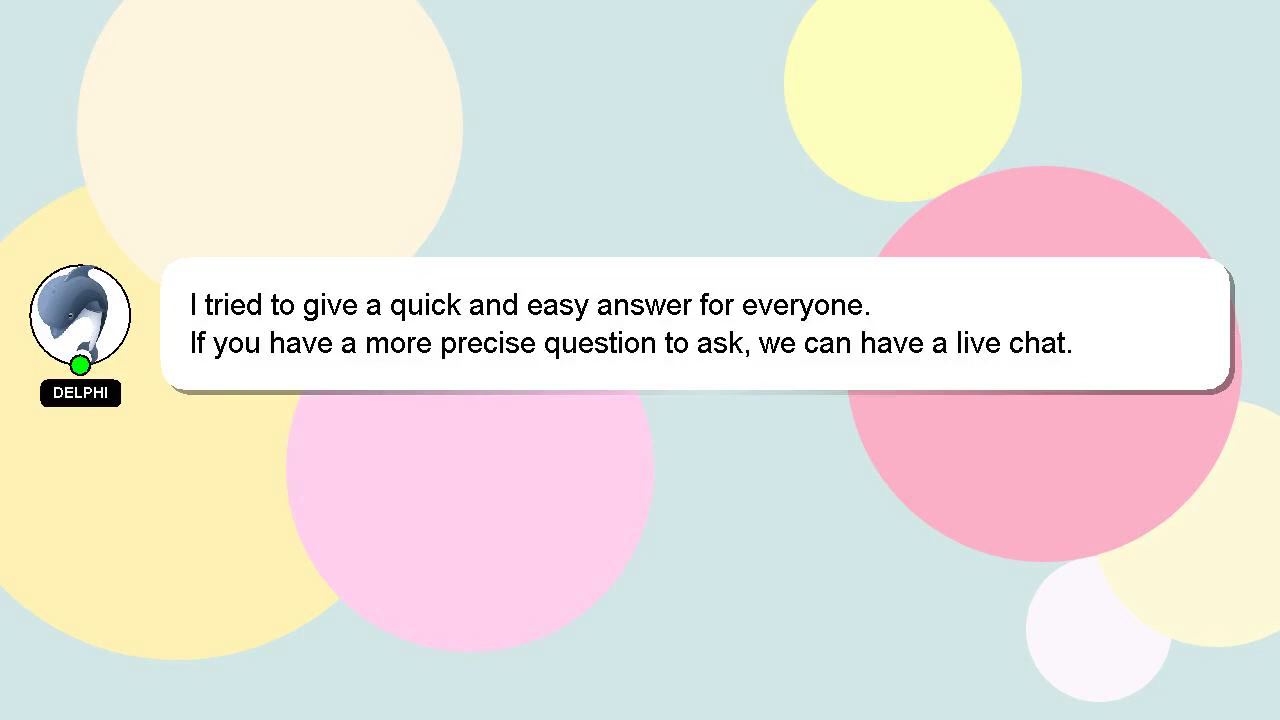 I tried to give a quick and easy answer for everyone.
If you have a more precise question to ask, we can have a live chat.
DELPHI